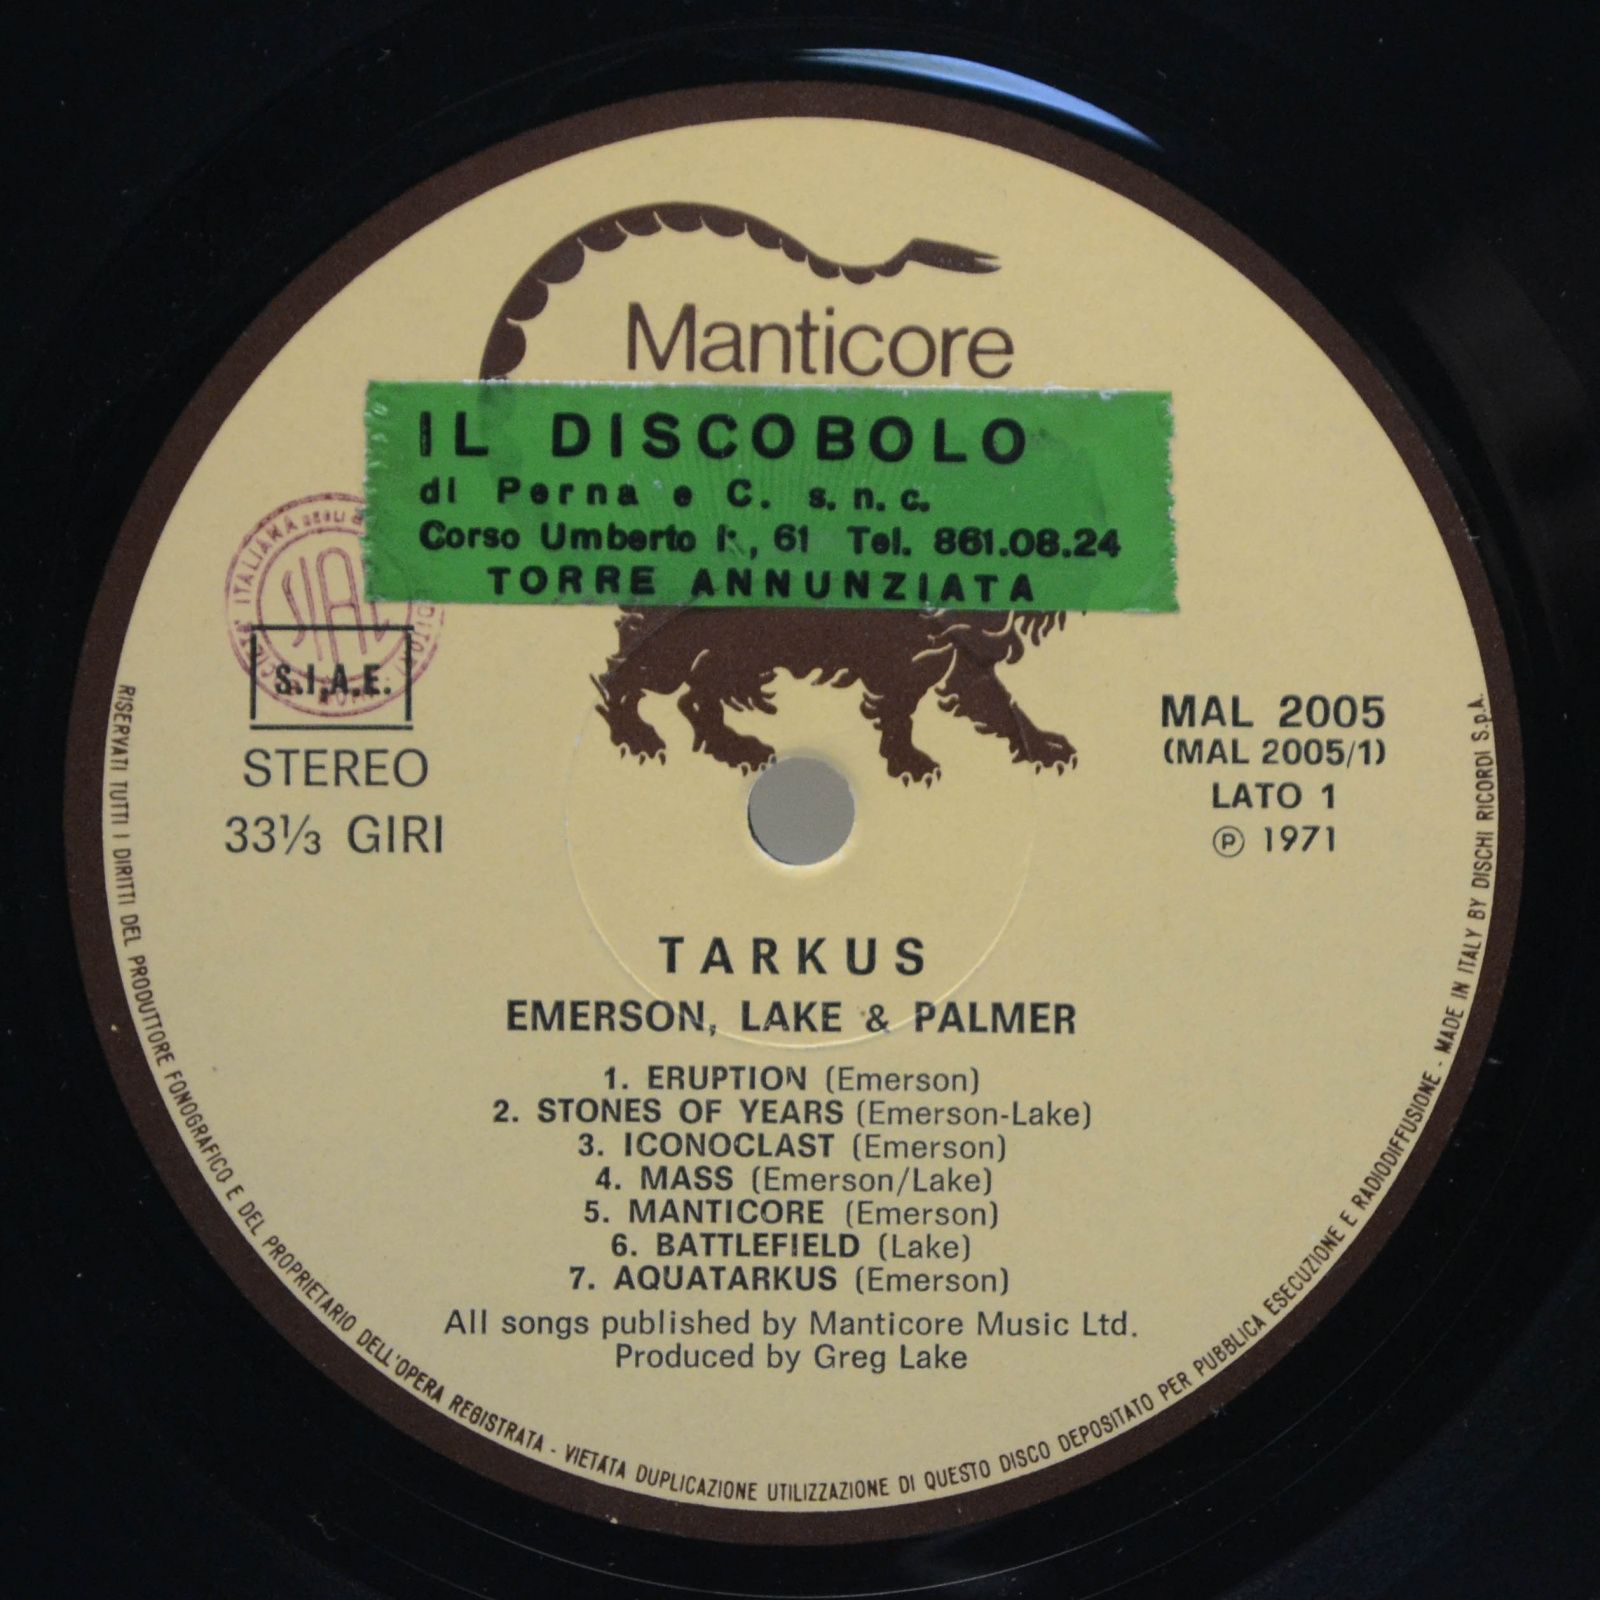 Manticore
IL DISCOBOLO
di Perna e C. s. n. c.
Corso Umberto I°, 61 Tel. 861.08.24
TORRE ANNUNZIATA
SIAE
ITALIANA DEGLI
S.I.A.E.
STEREO
33⅓ GIRI
MAL 2005
(MAL 2005/1)
LATO 1
℗ 1971
TARKUS
EMERSON, LAKE & PALMER
1. ERUPTION (Emerson)
2. STONES OF YEARS (Emerson-Lake)
3. ICONOCLAST (Emerson)
4. MASS (Emerson/Lake)
5. MANTICORE (Emerson)
6. BATTLEFIELD (Lake)
7. AQUATARKUS (Emerson)
All songs published by Manticore Music Ltd.
Produced by Greg Lake
RISERVATI TUTTI I DIRITTI DEL PRODUTTORE FONOGRAFICO E DEL PROPRIETARIO DELL'OPERA REGISTRATA - VIETATA DUPLICAZIONE UTILIZZAZIONE DI QUESTO DISCO DEPOSITATO PER PUBBLICA ESECUZIONE E RADIODIFFUSIONE - MADE IN ITALY BY DISCHI RICORDI S.p.A.